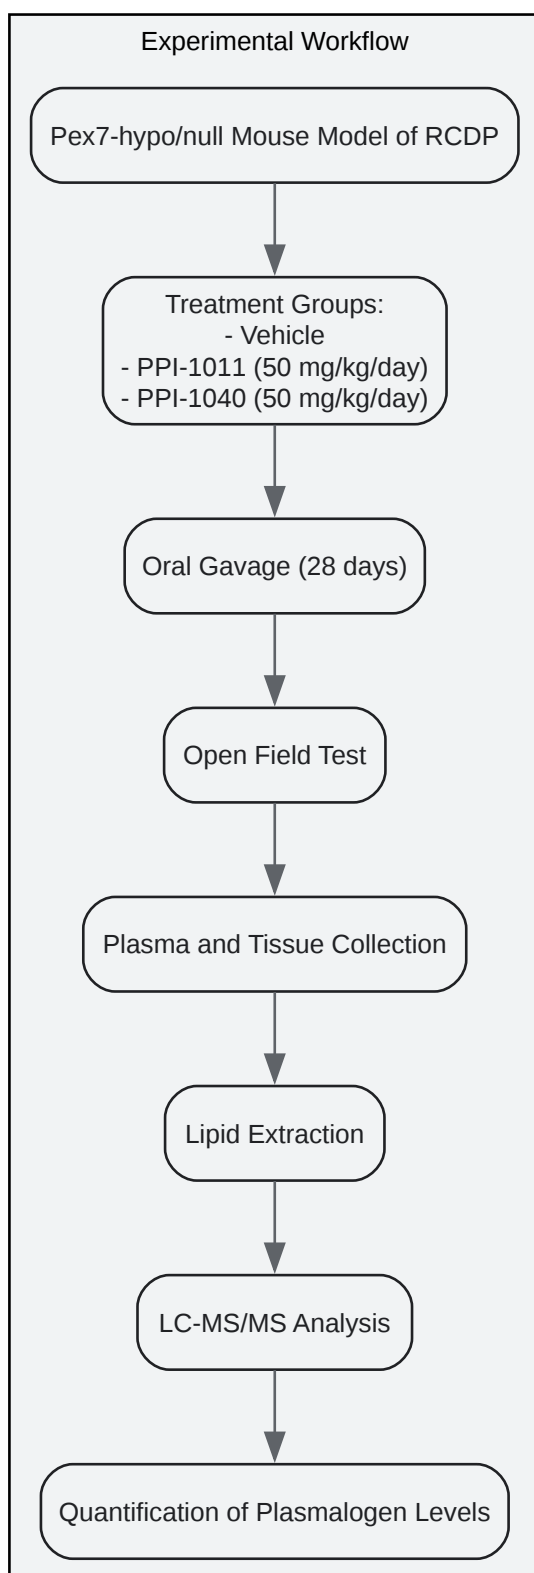 Experimental Workflow
Pex7-hypo/null Mouse Model of RCDP
Treatment Groups:
- Vehicle
- PPI-1011 (50 mg/kg/day)
- PPI-1040 (50 mg/kg/day)
Oral Gavage (28 days)
Open Field Test
Plasma and Tissue Collection
Lipid Extraction
LC-MS/MS Analysis
Quantification of Plasmalogen Levels